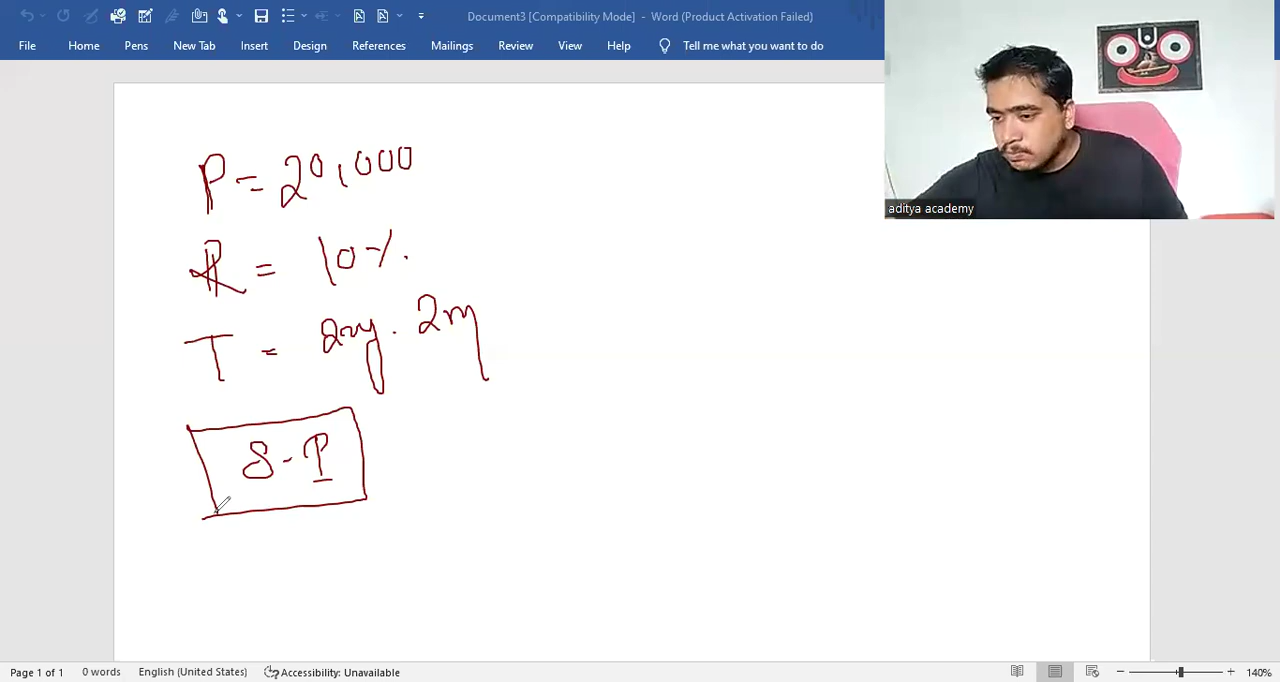 Document3 [Compatibility Mode] - Word (Product Activation Failed)
File Home Pens New Tab Insert Design References Mailings Review View Help Tell me what you want to do
aditya academy
P = 20,000
R = 10%.
T = 2y. 2m
S-P
Page 1 of 1 0 words English (United States) Accessibility: Unavailable 140%